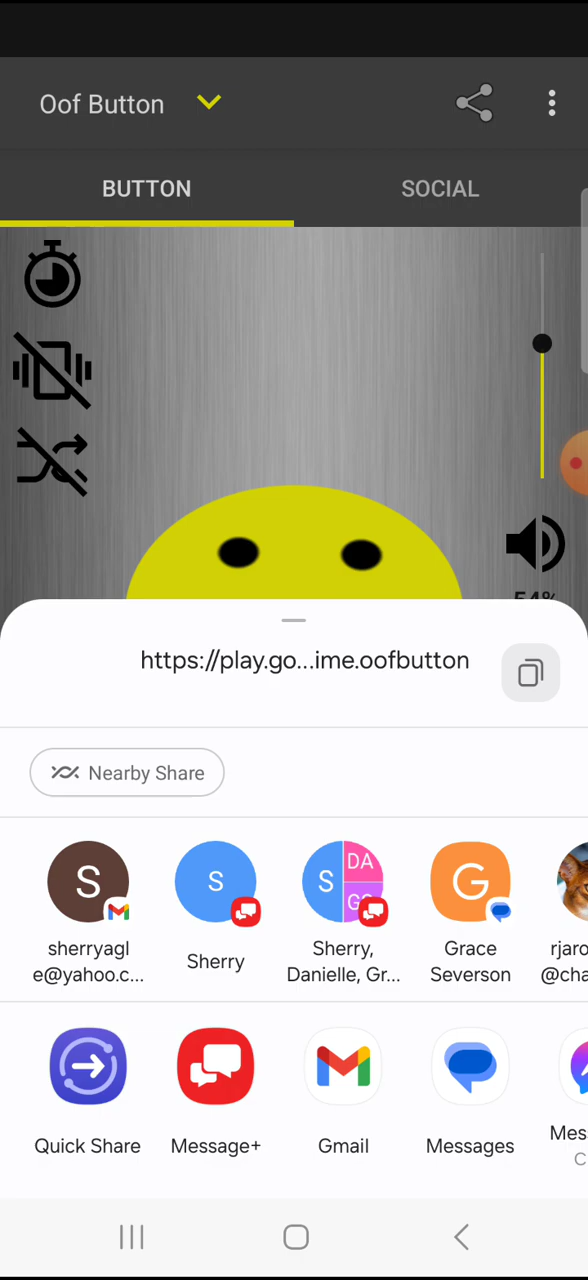 Oof Button
BUTTON
SOCIAL
54%
https://play.go...ime.oofbutton
Nearby Share
S
S
S
DA
G
sherryagl
e@yahoo.c...
Sherry
Sherry,
Danielle, Gr...
Grace
Severson
rjaro
@cha
Quick Share
Message+
Gmail
Messages
Mes
C